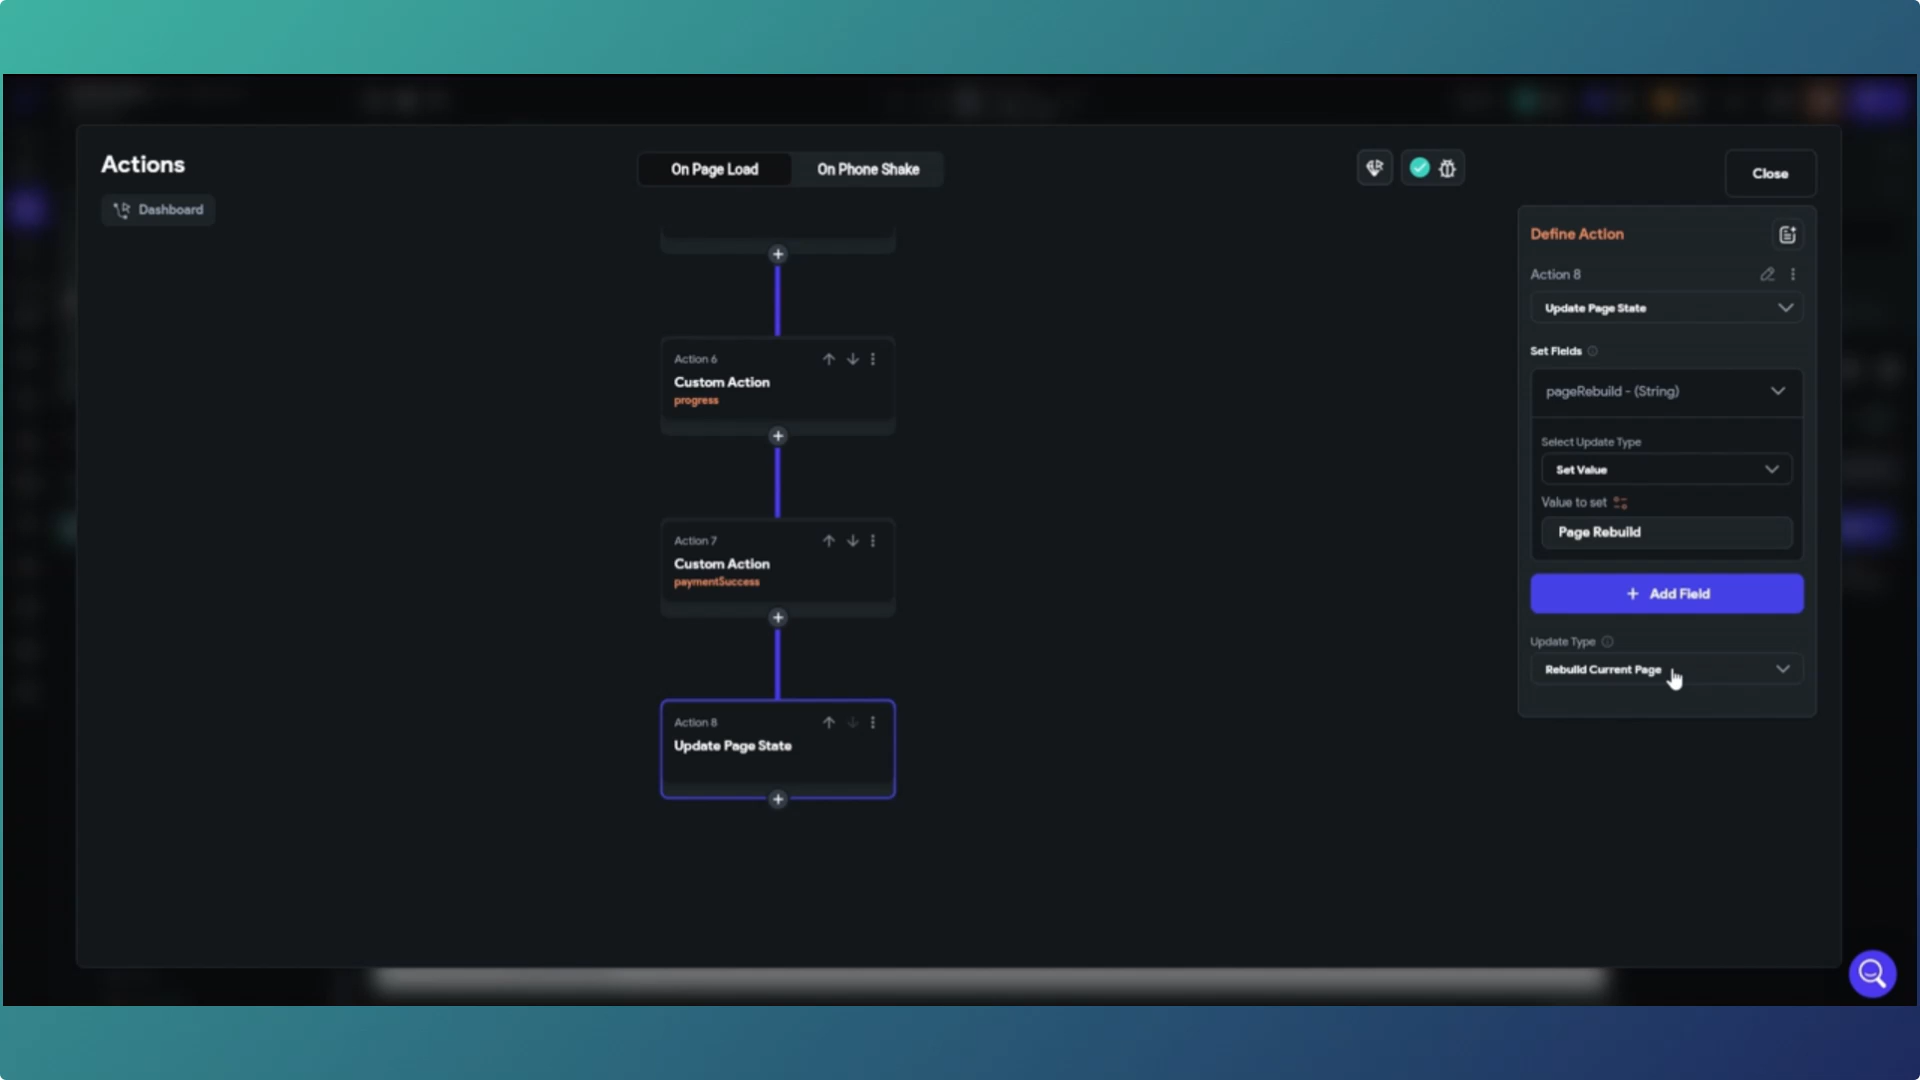 Actions
Dashboard
On Page Load
On Phone Shake
Close
Action 6
Custom Action
progress
Action 7
Custom Action
paymentSuccess
Action 8
Update Page State
Define Action
Action 8
Update Page State
Set Fields
pageRebuild - (String)
Select Update Type
Set Value
Value to set
Page Rebuild
+ Add Field
Update Type
Rebuild Current Page